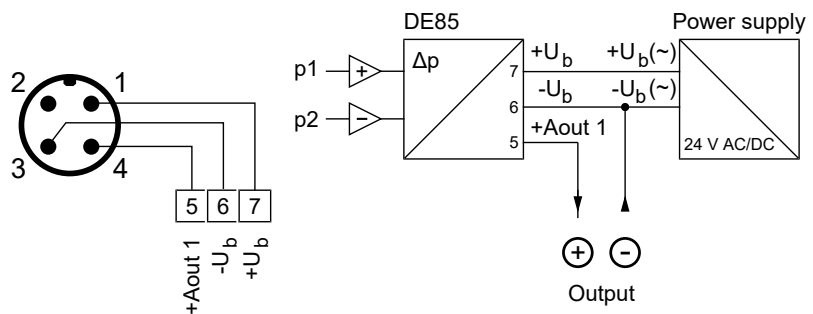 DE85
Power supply
2 1
3 4
5 6 7
+Aout 1
-Ub
+Ub
p1 +
p2 −
Δp
7 +Ub +Ub(~)
6 -Ub -Ub(~)
5 +Aout 1
24 V AC/DC
+ −
Output